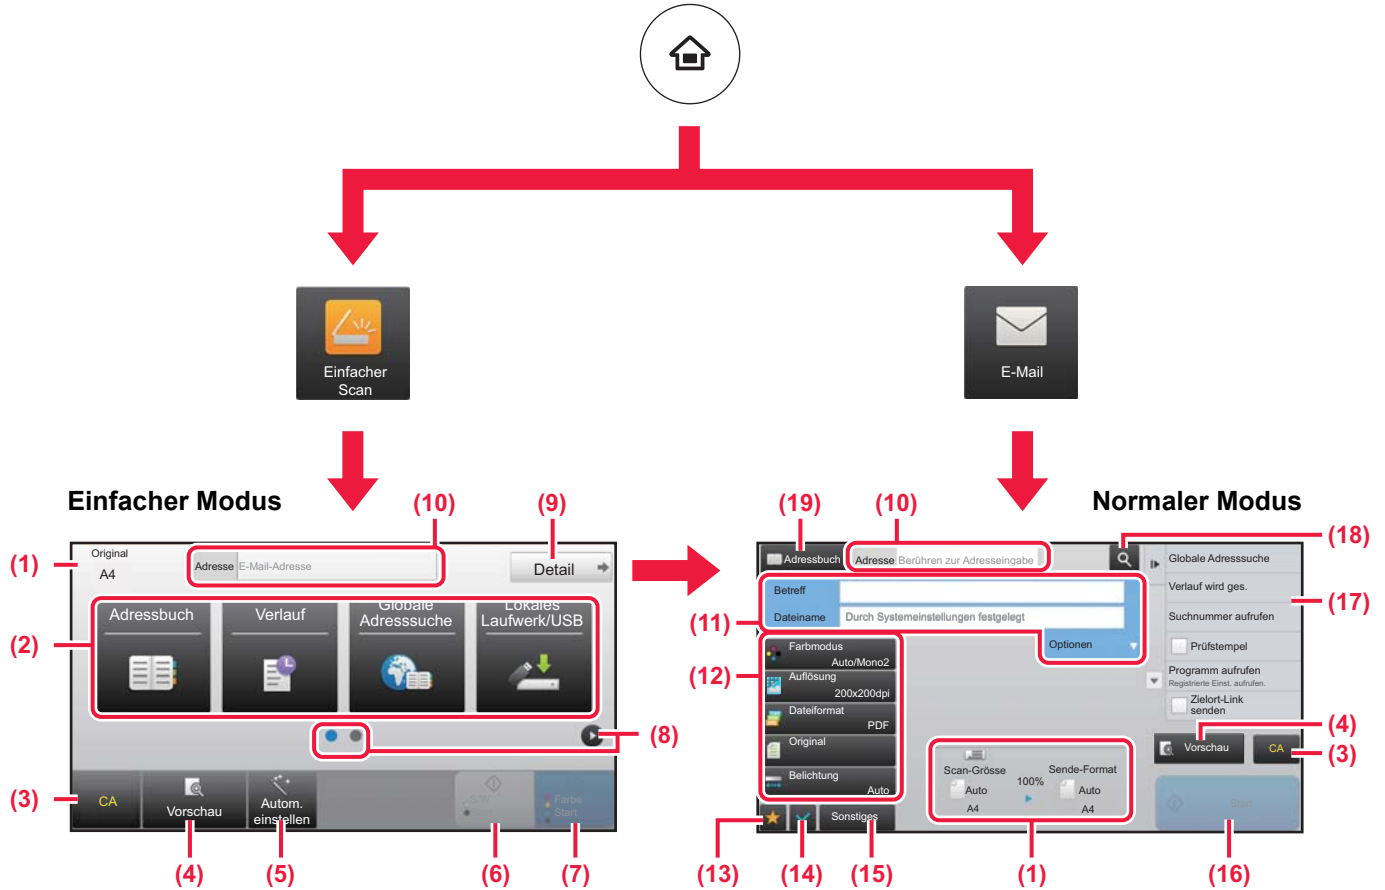 Einfacher
Scan
E-Mail
Einfacher Modus
(10)
(9)
(19)
(10)
Normaler Modus
(18)
(1)
Original
A4
Adresse
E-Mail-Adresse
Detail
Adressbuch
Adresse
Berühren zur Adresseingabe
Globale Adresssuche
Verlauf wird ges.
(17)
Suchnummer aufrufen
Prüfstempel
Programm aufrufen
Registrierte Einst. aufrufen.
Zielort-Link
senden
(2)
Adressbuch
Verlauf
Globale
Adresssuche
Lokales
Laufwerk/USB
(11)
Betreff
Dateiname
Durch Systemeinstellungen festgelegt
Optionen
(12)
Farbmodus
Auto/Mono2
Auflösung
200x200dpi
Dateiformat
PDF
Original
Belichtung
Auto
(8)
(4)
Vorschau
CA
(3)
Scan-Grösse
Auto
A4
100%
Sende-Format
Auto
A4
(3)
CA
Vorschau
Autom.
einstellen
S/W
Start
Farbe
Start
Sonstiges
Start
(4)
(5)
(6)
(7)
(13)
(14)
(15)
(1)
(16)